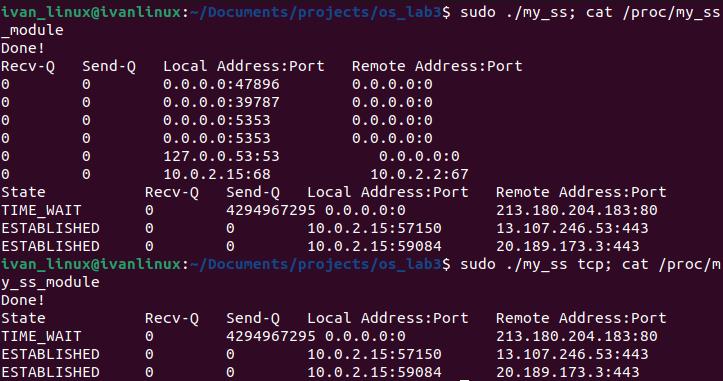 ivan_linux@ivanlinux:~/Documents/projects/os_lab3$ sudo ./my_ss; cat /proc/my_ss
_module
Done!
Recv-Q   Send-Q   Local Address:Port   Remote Address:Port
0        0        0.0.0.0:47896        0.0.0.0:0
0        0        0.0.0.0:39787        0.0.0.0:0
0        0        0.0.0.0:5353         0.0.0.0:0
0        0        0.0.0.0:5353         0.0.0.0:0
0        0        127.0.0.53:53           0.0.0.0:0
0        0        10.0.2.15:68           10.0.2.2:67
State           Recv-Q   Send-Q   Local Address:Port   Remote Address:Port
TIME_WAIT       0        4294967295 0.0.0.0:0          213.180.204.183:80
ESTABLISHED     0        0        10.0.2.15:57150      13.107.246.53:443
ESTABLISHED     0        0        10.0.2.15:59084      20.189.173.3:443
ivan_linux@ivanlinux:~/Documents/projects/os_lab3$ sudo ./my_ss tcp; cat /proc/m
y_ss_module
Done!
State           Recv-Q   Send-Q   Local Address:Port   Remote Address:Port
TIME_WAIT       0        4294967295 0.0.0.0:0          213.180.204.183:80
ESTABLISHED     0        0        10.0.2.15:57150      13.107.246.53:443
ESTABLISHED     0        0        10.0.2.15:59084      20.189.173.3:443